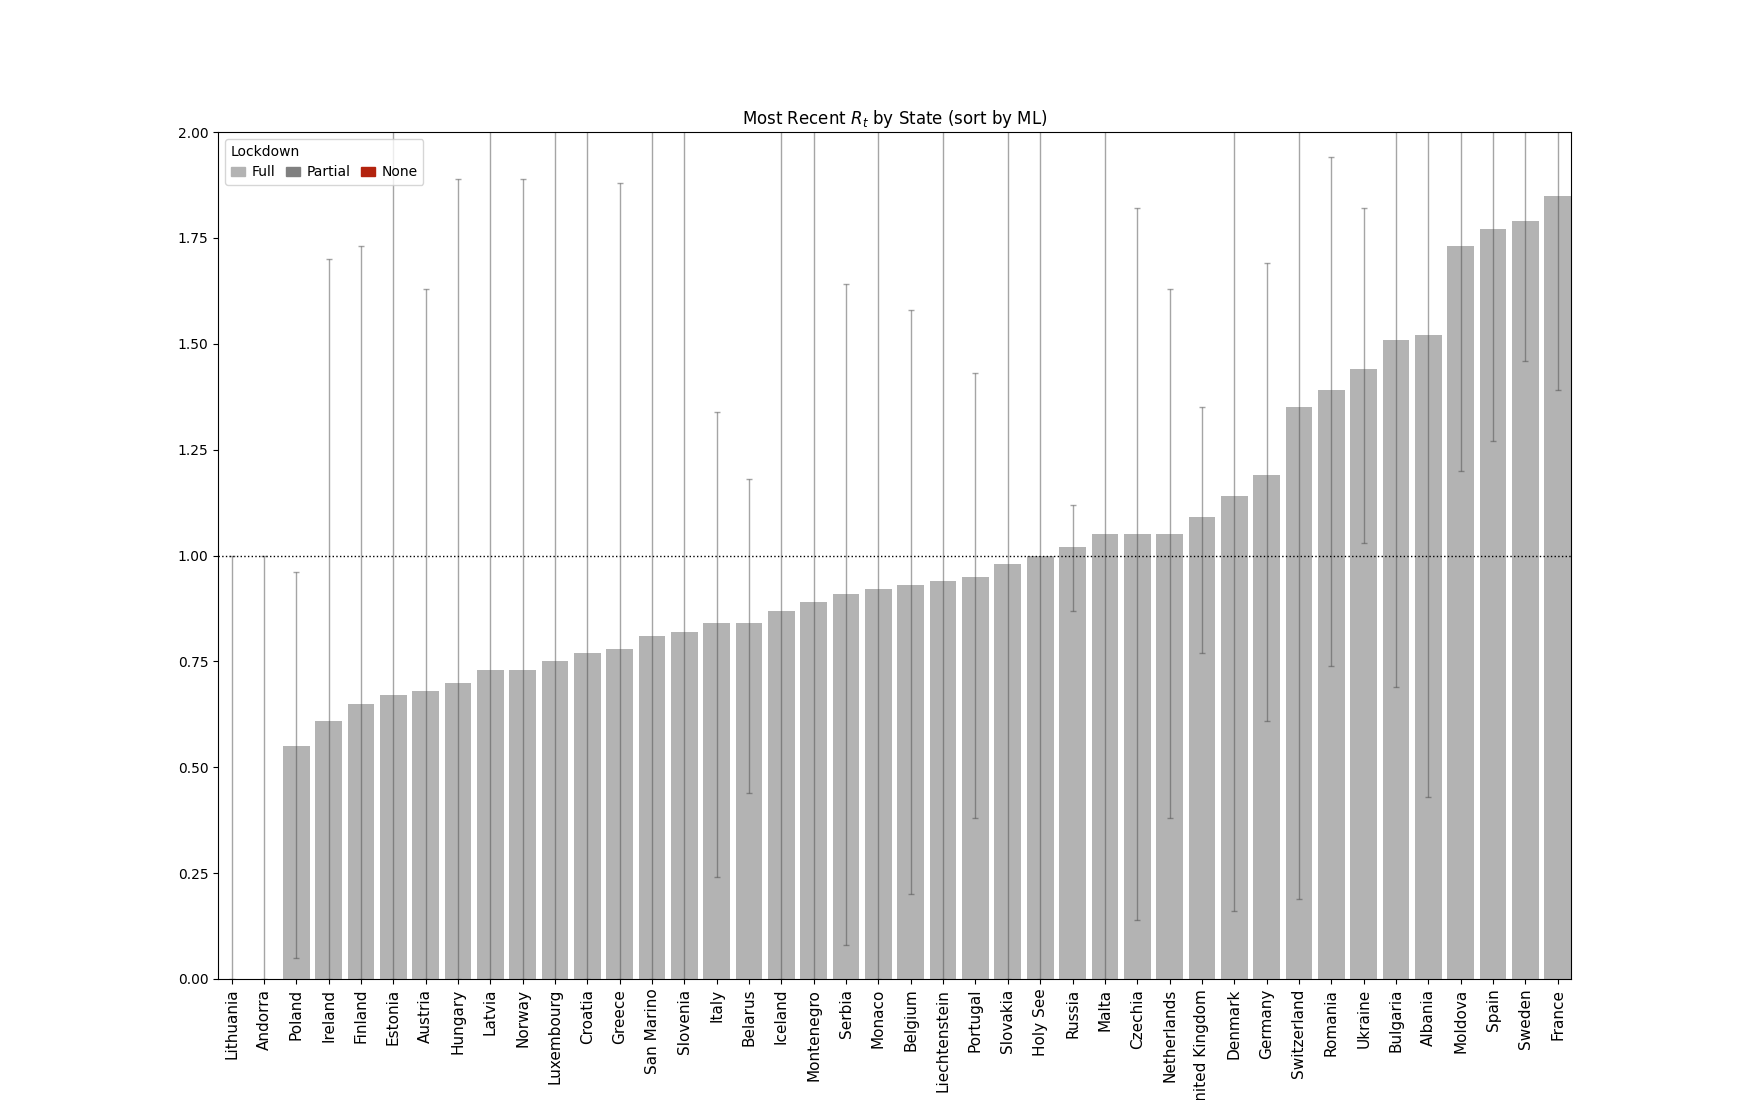 Most Recent Rt by State (sort by ML)
Lockdown
Full Partial None
2.00
1.75
1.50
1.25
1.00
0.75
0.50
0.25
0.00
Lithuania
Andorra
Poland
Ireland
Finland
Estonia
Austria
Hungary
Latvia
Norway
Luxembourg
Croatia
Greece
San Marino
Slovenia
Italy
Belarus
Iceland
Montenegro
Serbia
Monaco
Belgium
Liechtenstein
Portugal
Slovakia
Holy See
Russia
Malta
Czechia
Netherlands
nited Kingdom
Denmark
Germany
Switzerland
Romania
Ukraine
Bulgaria
Albania
Moldova
Spain
Sweden
France